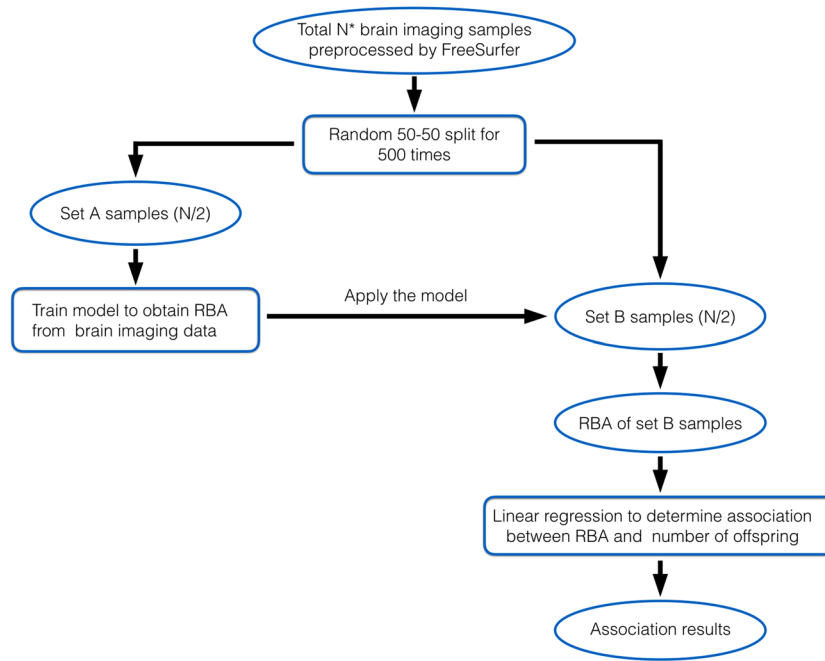 Total N* brain imaging samples
preprocessed by FreeSurfer
Random 50-50 split for
500 times
Set A samples (N/2)
Train model to obtain RBA
from brain imaging data
Apply the model
Set B samples (N/2)
RBA of set B samples
Linear regression to determine association
between RBA and number of offspring
Association results